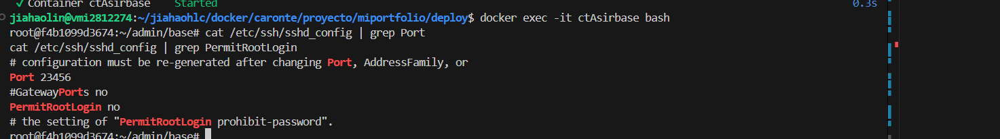 ✓ Container ctAsirbase Started 0.3s
jiahaolin@vmi2812274:~/jiahaohlc/docker/caronte/proyecto/miportfolio/deploy$ docker exec -it ctAsirbase bash
root@f4b1099d3674:~/admin/base# cat /etc/ssh/sshd_config | grep Port
cat /etc/ssh/sshd_config | grep PermitRootLogin
# configuration must be re-generated after changing Port, AddressFamily, or
Port 23456
#GatewayPorts no
PermitRootLogin no
# the setting of "PermitRootLogin prohibit-password".
root@f4b1099d3674:~/admin/base#